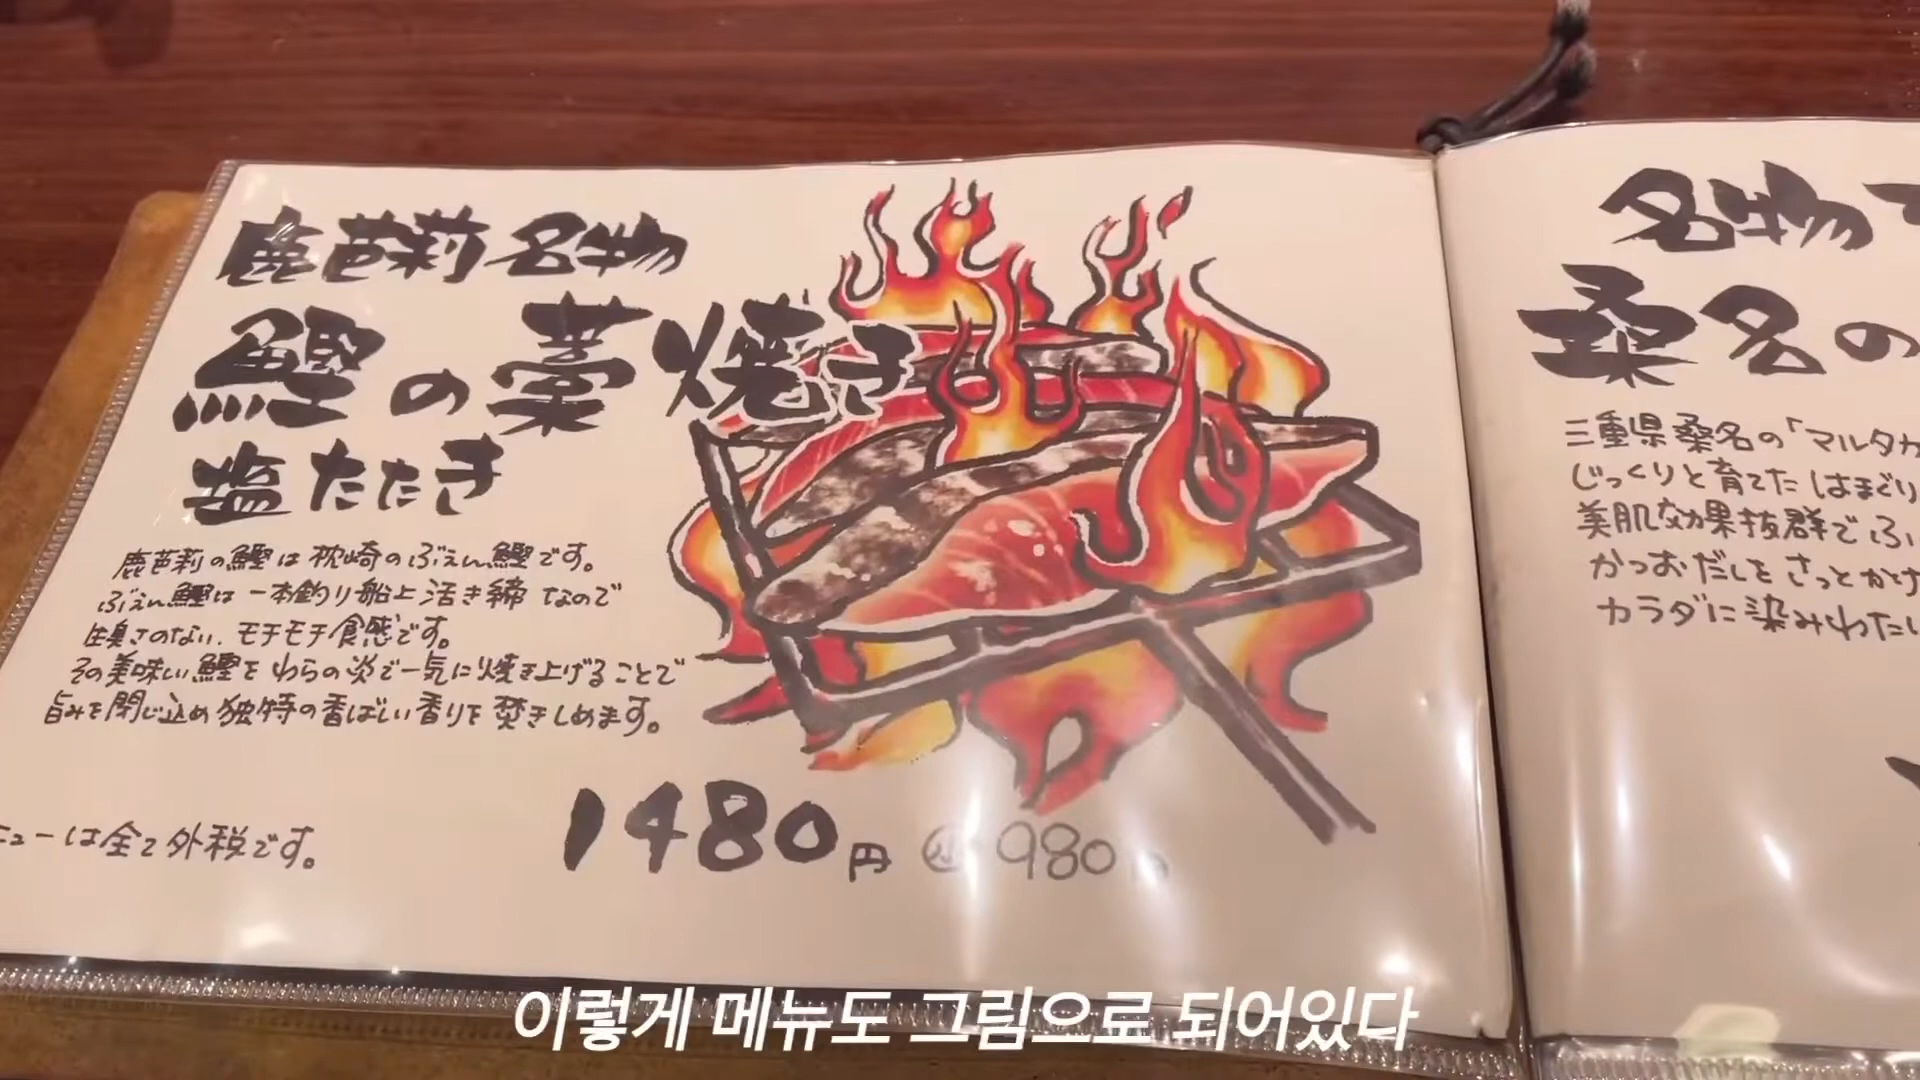 鹿芭莉名物
鰹の藁焼き
塩たたき
鹿芭莉の鰹は枕崎のぶえん鰹です。
ぶえん鰹は一本釣り船上活き締なので
生臭さのない、モチモチ食感です。
その美味しい鰹をわらの炎で一気に焼き上げることで
旨みを閉じ込め独特の香ばしい香りを焚きしめます。
1480円 小 980円
ニューは全て外税です。
名物
桑名の
三重県桑名の「マルタカ
じっくりと育てたはまぐり
美肌効果抜群でふ
かつおだしをさっとかけ
カラダに染みわたい
이렇게 메뉴도 그림으로 되어있다